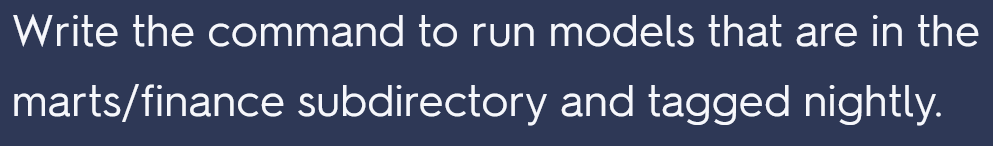 Write the command to run models that are in the
marts/finance subdirectory and tagged nightly.